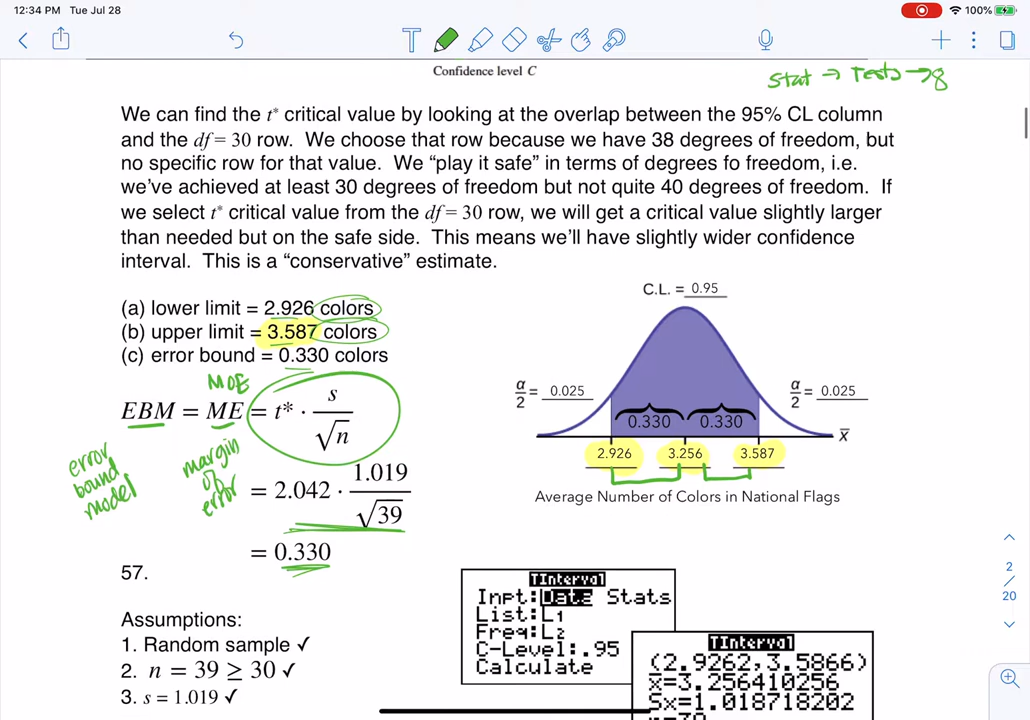 12:34 PM Tue Jul 28
100%
T
Confidence level C
Stat → Tests → 8
We can find the t* critical value by looking at the overlap between the 95% CL column
and the df = 30 row. We choose that row because we have 38 degrees of freedom, but
no specific row for that value. We “play it safe” in terms of degrees fo freedom, i.e.
we’ve achieved at least 30 degrees of freedom but not quite 40 degrees of freedom. If
we select t* critical value from the df = 30 row, we will get a critical value slightly larger
than needed but on the safe side. This means we’ll have slightly wider confidence
interval. This is a “conservative” estimate.
(a) lower limit = 2.926 colors
(b) upper limit = 3.587 colors
(c) error bound = 0.330 colors
MOE
EBM = ME = t* · s / √n
error bound model
margin of error
= 2.042 · 1.019 / √39
= 0.330
C.L. = 0.95
α/2 = 0.025
α/2 = 0.025
0.330 0.330
x̄
2.926 3.256 3.587
Average Number of Colors in National Flags
57.
Assumptions:
1. Random sample ✓
2. n = 39 ≥ 30 ✓
3. s = 1.019 ✓
TInterval
Inpt:Data Stats
List:L₁
Freq:L₂
C-Level:.95
Calculate
TInterval
(2.9262,3.5866)
x̄=3.256410256
Sx=1.018718202
n=39
2
/
20